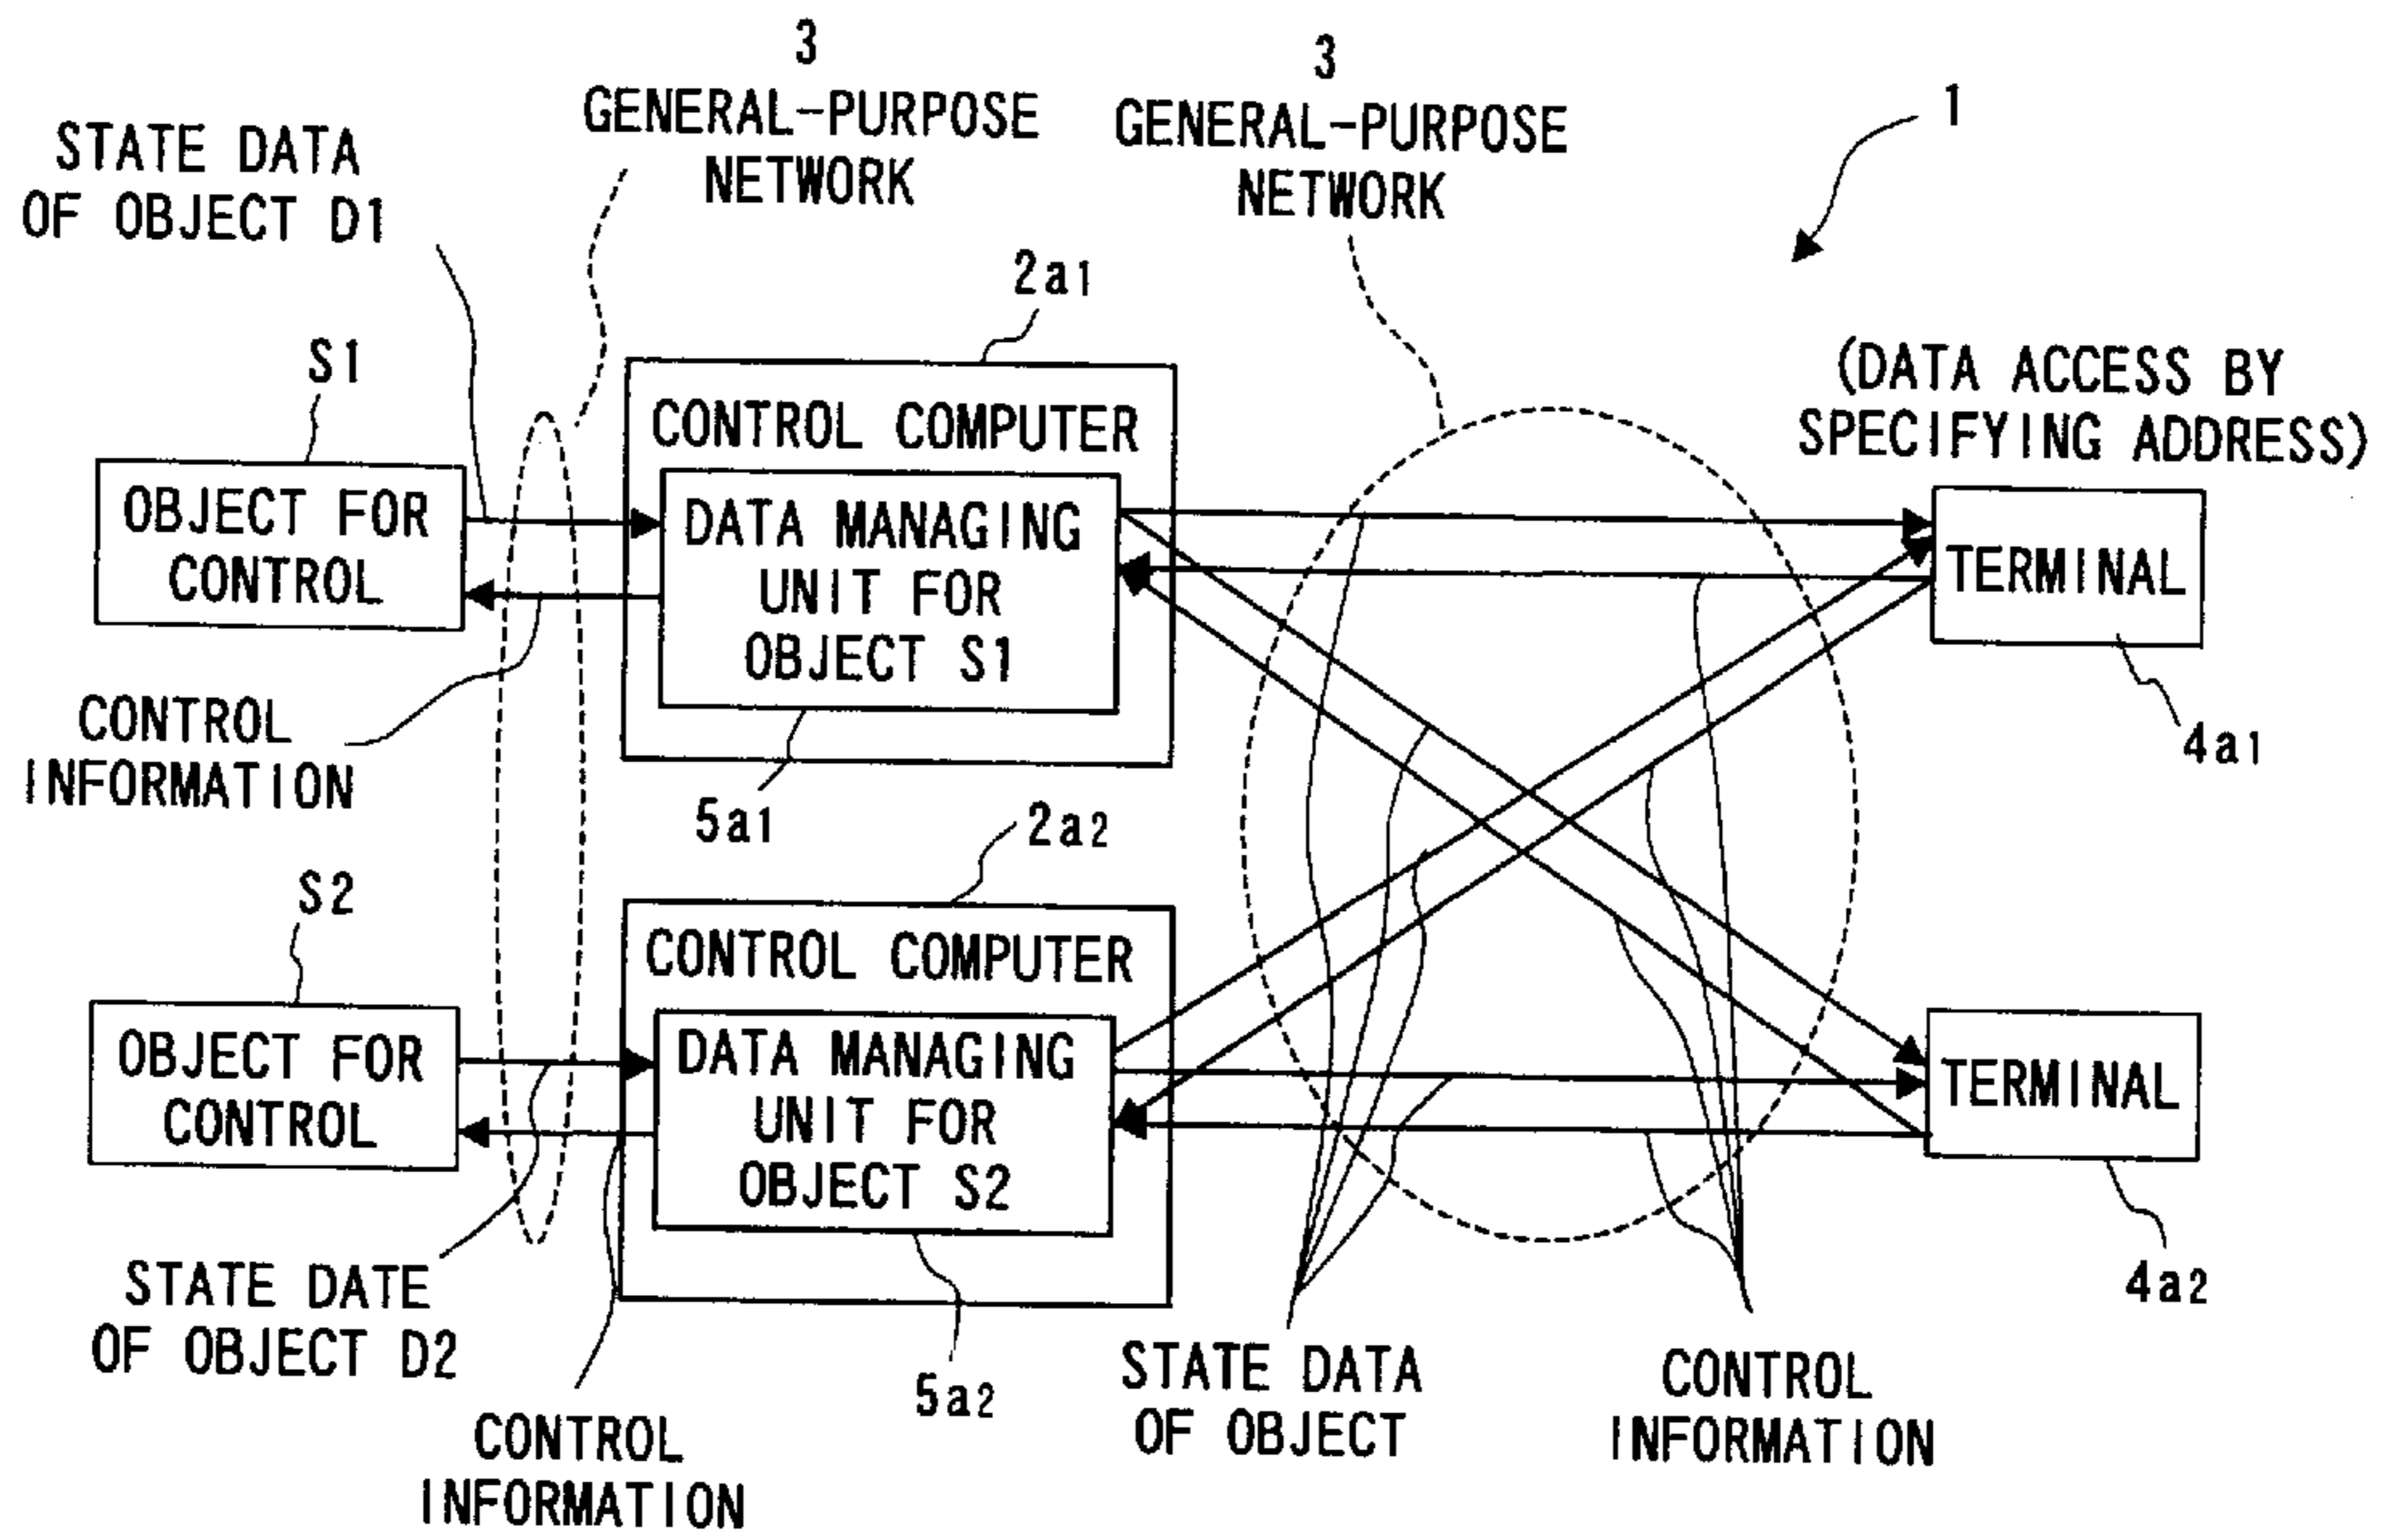 3
GENERAL-PURPOSE
NETWORK
3
GENERAL-PURPOSE
NETWORK
1
STATE DATA
OF OBJECT D1
2a1
S1
(DATA ACCESS BY
SPECIFYING ADDRESS)
CONTROL COMPUTER
OBJECT FOR
CONTROL
DATA MANAGING
UNIT FOR
OBJECT S1
TERMINAL
CONTROL
INFORMATION
4a1
5a1
2a2
S2
CONTROL COMPUTER
OBJECT FOR
CONTROL
DATA MANAGING
UNIT FOR
OBJECT S2
TERMINAL
STATE DATE
OF OBJECT D2
4a2
5a2
STATE DATA
OF OBJECT
CONTROL
INFORMATION
CONTROL
INFORMATION